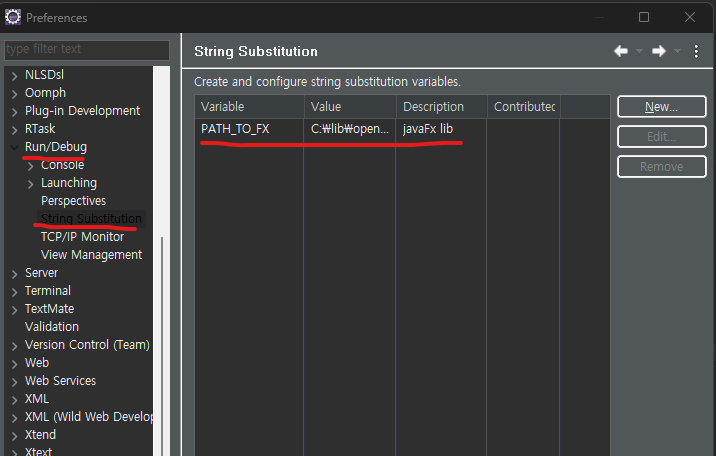 Preferences
type filter text
NLSDsl
Oomph
Plug-in Development
RTask
Run/Debug
Console
Launching
Perspectives
String Substitution
TCP/IP Monitor
View Management
Server
Terminal
TextMate
Validation
Version Control (Team)
Web
Web Services
XML
XML (Wild Web Develop
Xtend
Xtext
String Substitution
Create and configure string substitution variables.
Variable Value Description Contributed
PATH_TO_FX C:₩lib₩open... javaFx lib
New...
Edit...
Remove